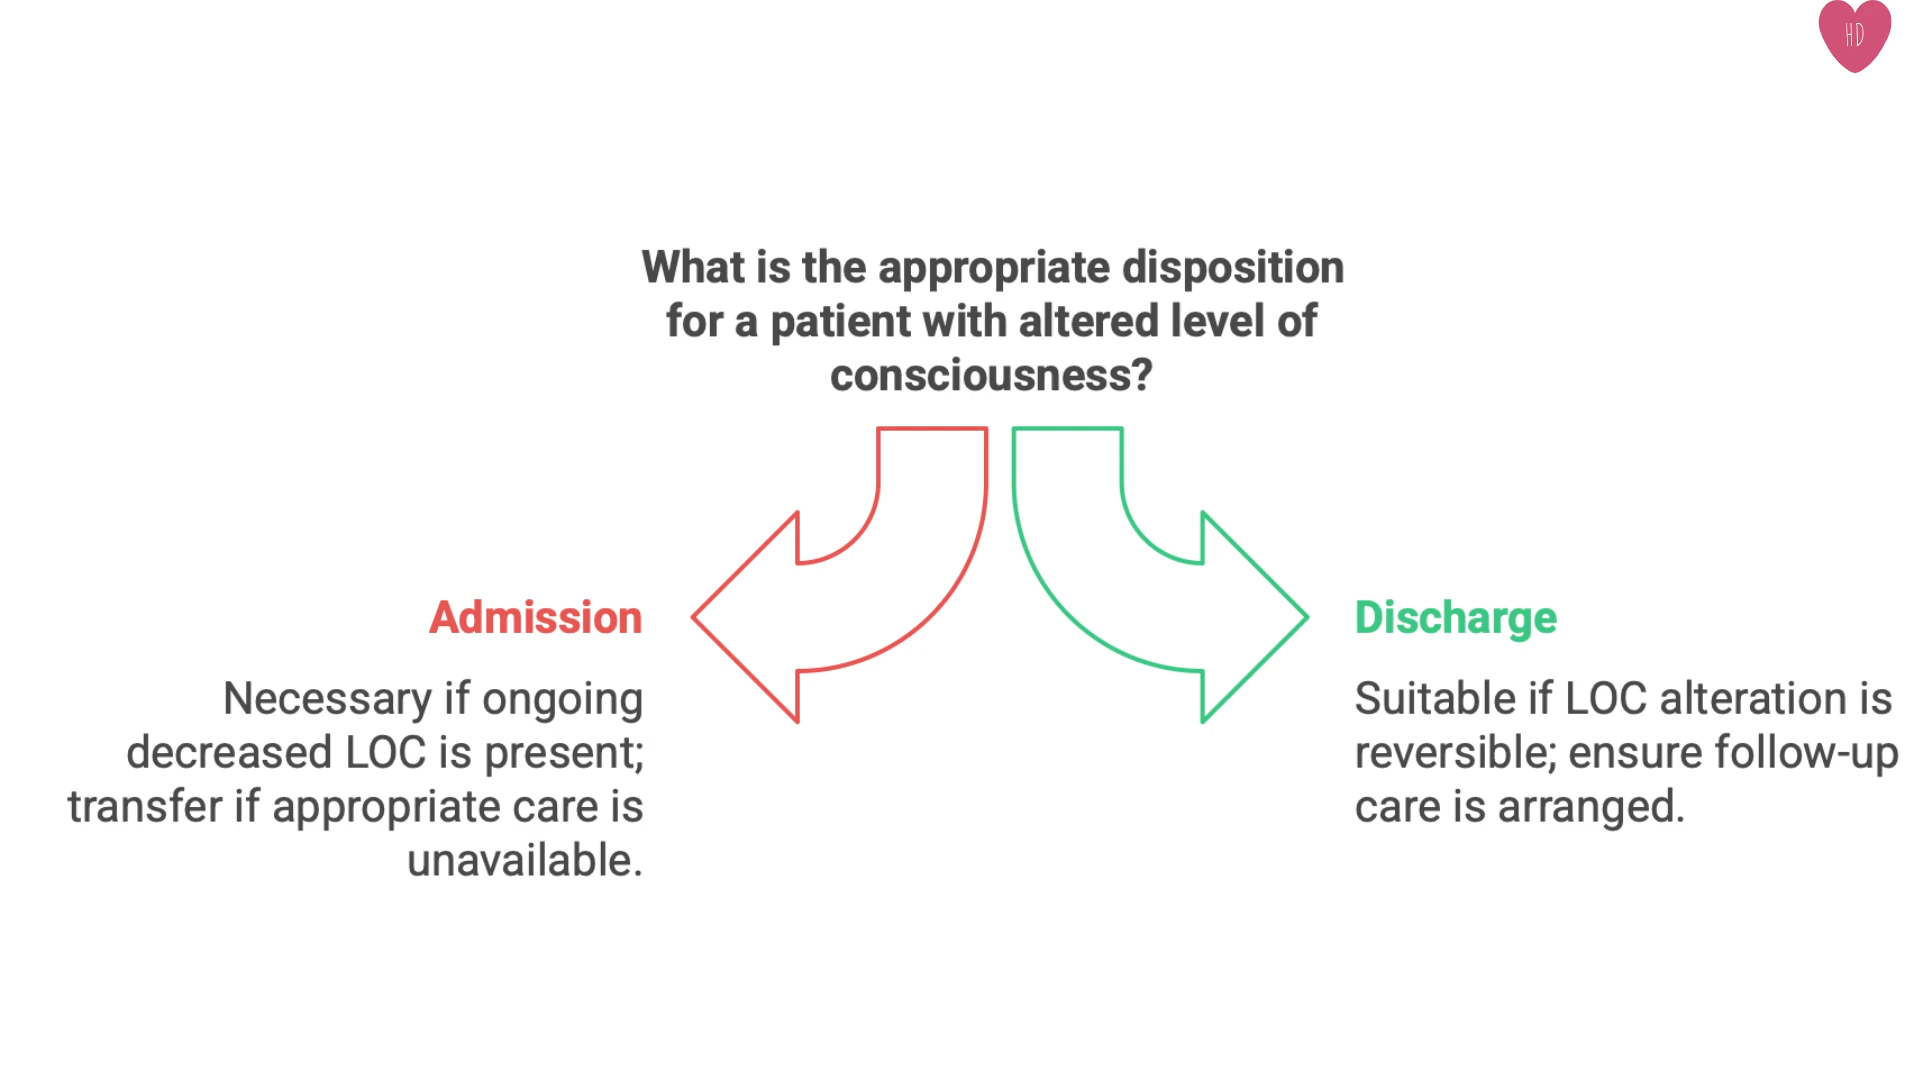 HD
What is the appropriate disposition
for a patient with altered level of
consciousness?
Admission
Necessary if ongoing
decreased LOC is present;
transfer if appropriate care is
unavailable.
Discharge
Suitable if LOC alteration is
reversible; ensure follow-up
care is arranged.